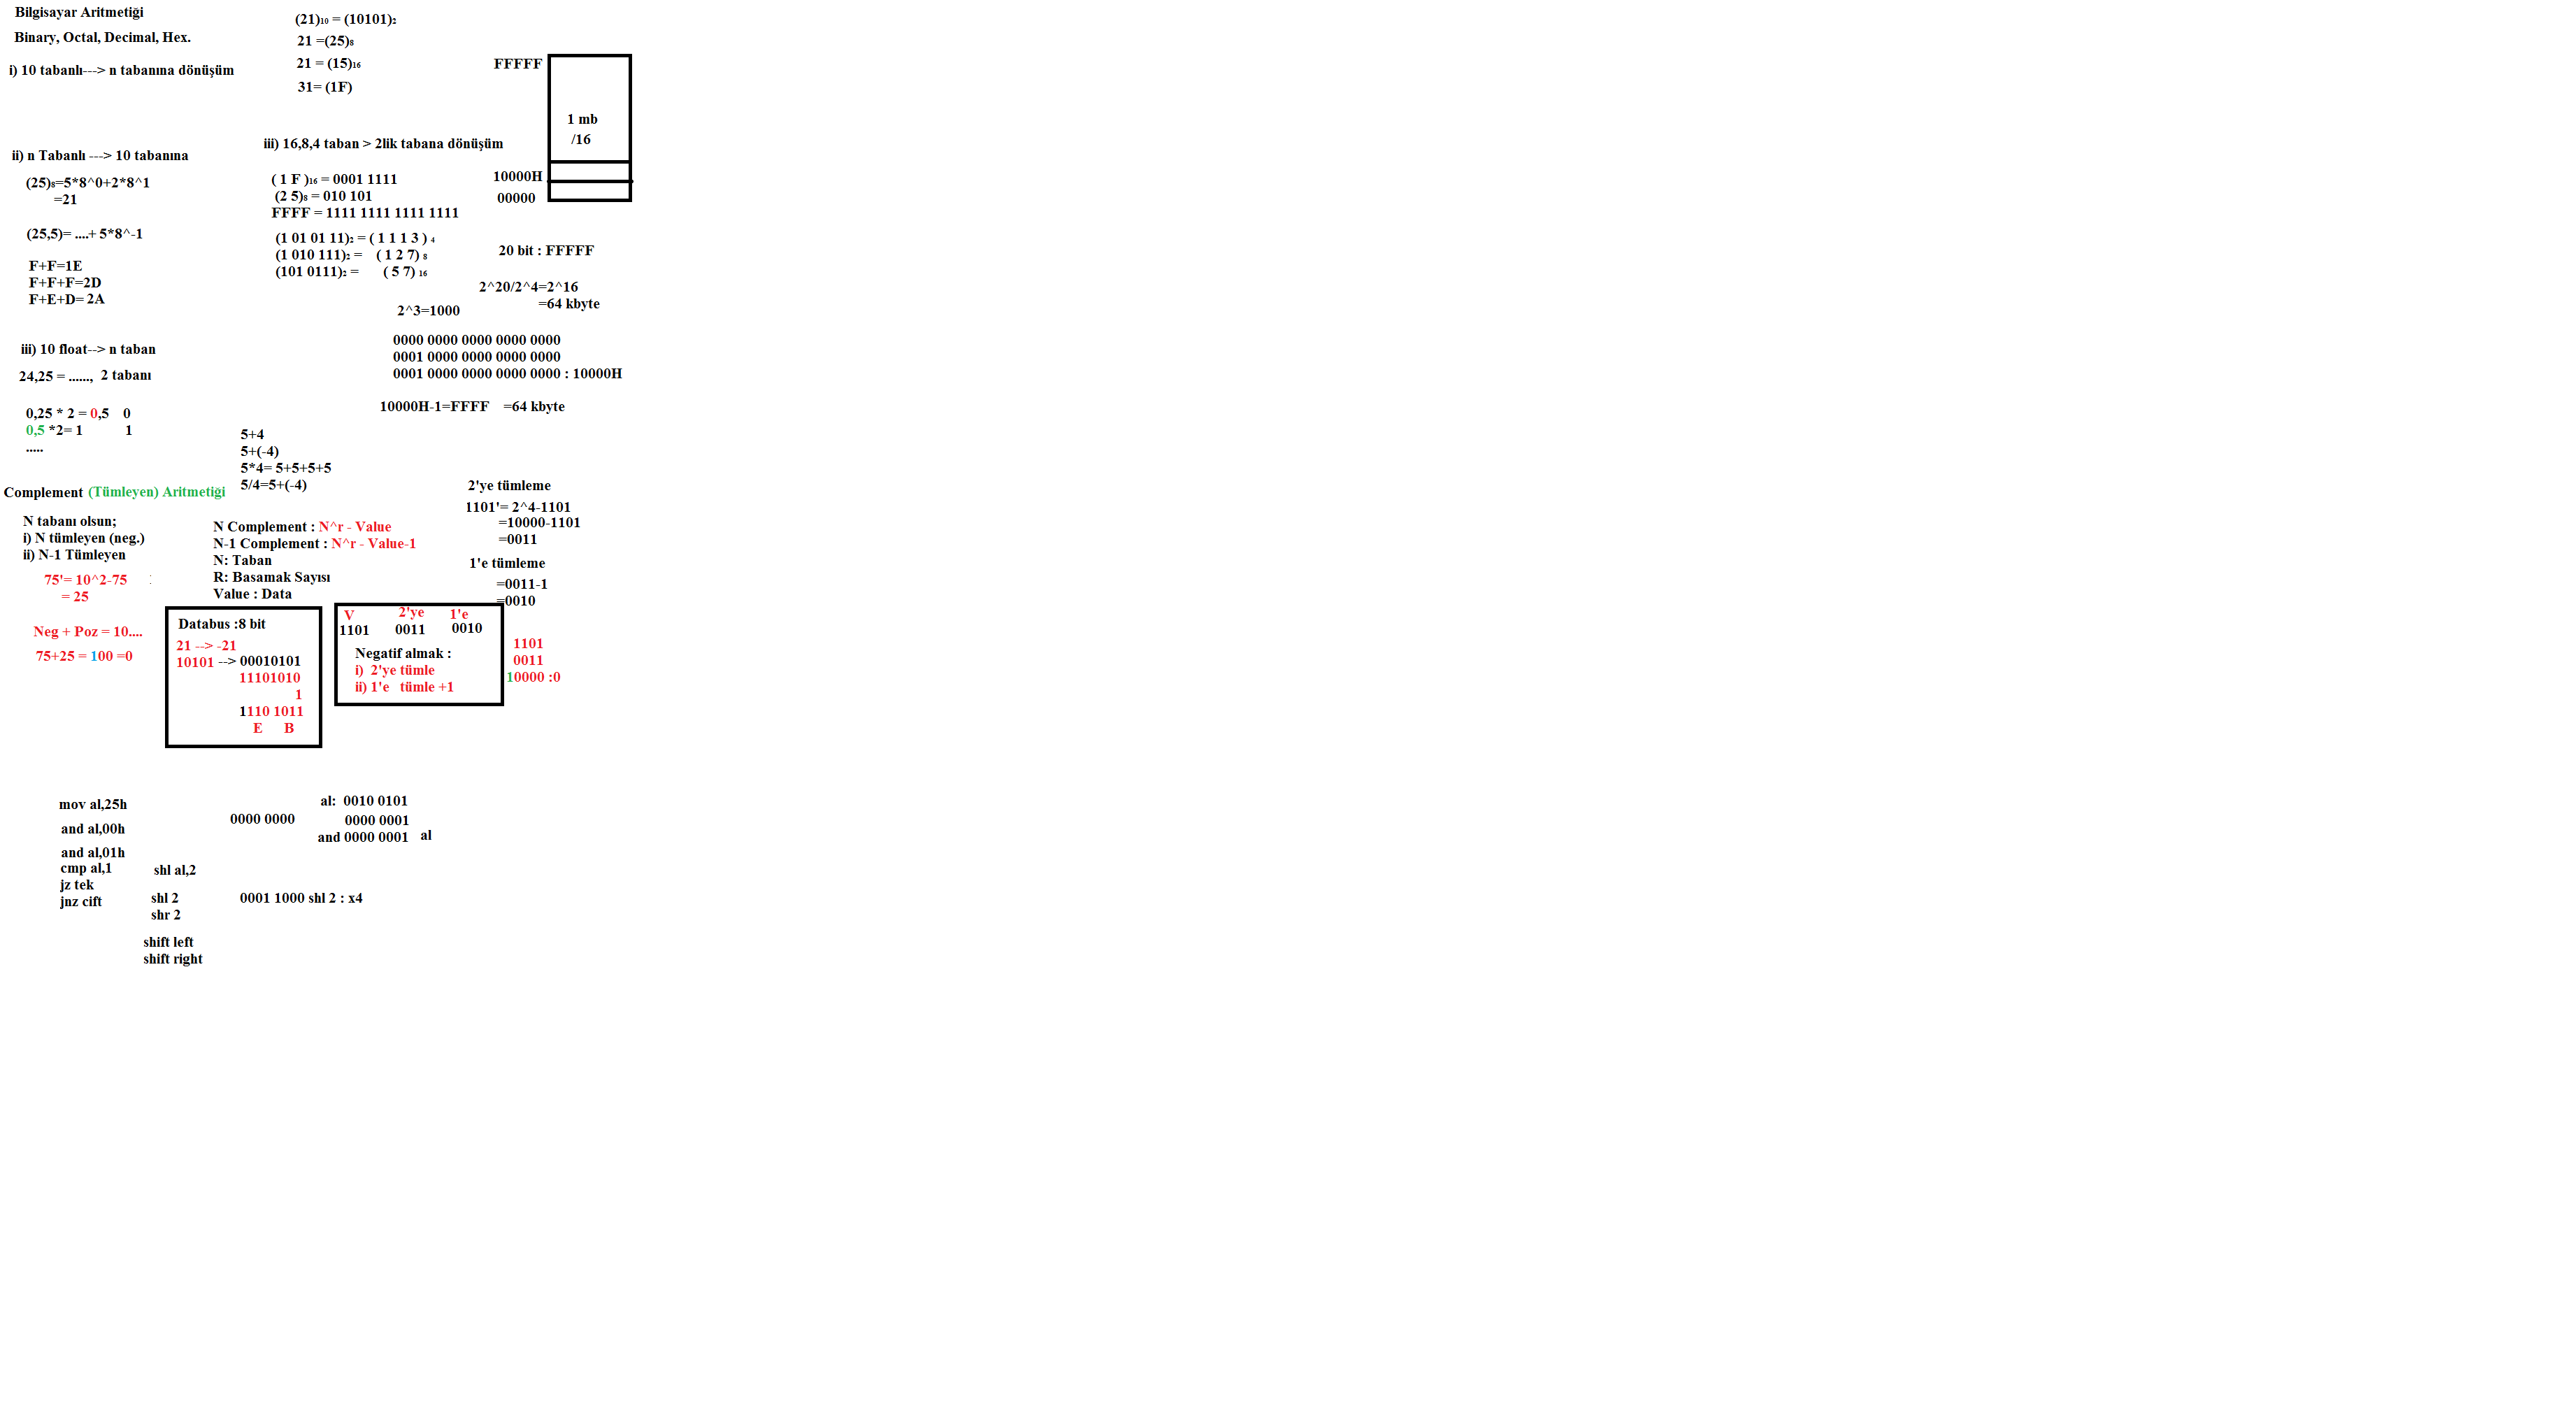 Bilgisayar Aritmetiği
Binary, Octal, Decimal, Hex.
i) 10 tabanlı---> n tabanına dönüşüm
(21)₁₀ = (10101)₂
21 =(25)₈
21 = (15)₁₆
31= (1F)
FFFFF
1 mb
/16
10000H
00000
ii) n Tabanlı ---> 10 tabanına
(25)₈=5*8^0+2*8^1
=21
(25,5)= ....+ 5*8^-1
F+F=1E
F+F+F=2D
F+E+D= 2A
iii) 16,8,4 taban > 2lik tabana dönüşüm
( 1 F )₁₆ = 0001 1111
(2 5)₈ = 010 101
FFFF = 1111 1111 1111 1111
(1 01 01 11)₂ = ( 1 1 1 3 ) ₄
(1 010 111)₂ = ( 1 2 7) ₈
(101 0111)₂ = ( 5 7) ₁₆
20 bit : FFFFF
2^20/2^4=2^16
=64 kbyte
2^3=1000
0000 0000 0000 0000 0000
0001 0000 0000 0000 0000
0001 0000 0000 0000 0000 : 10000H
10000H-1=FFFF =64 kbyte
iii) 10 float--> n taban
24,25 = ......, 2 tabanı
0,25 * 2 = 0,5 0
0,5 *2= 1 1
.....
5+4
5+(-4)
5*4= 5+5+5+5
5/4=5+(-4)
Complement (Tümleyen) Aritmetiği
N tabanı olsun;
i) N tümleyen (neg.)
ii) N-1 Tümleyen
75'= 10^2-75
= 25
Neg + Poz = 10....
75+25 = 100 =0
N Complement : N^r - Value
N-1 Complement : N^r - Value-1
N: Taban
R: Basamak Sayısı
Value : Data
2'ye tümleme
1101'= 2^4-1101
=10000-1101
=0011
1'e tümleme
=0011-1
=0010
Databus :8 bit
21 --> -21
10101 --> 00010101
11101010
1
1110 1011
E B
V 2'ye 1'e
1101 0011 0010
Negatif almak :
i) 2'ye tümle
ii) 1'e tümle +1
1101
0011
10000 :0
mov al,25h
and al,00h
and al,01h
cmp al,1
jz tek
jnz cift
shl al,2
shl 2
shr 2
shift left
shift right
0000 0000
al: 0010 0101
0000 0001
and 0000 0001 al
0001 1000 shl 2 : x4